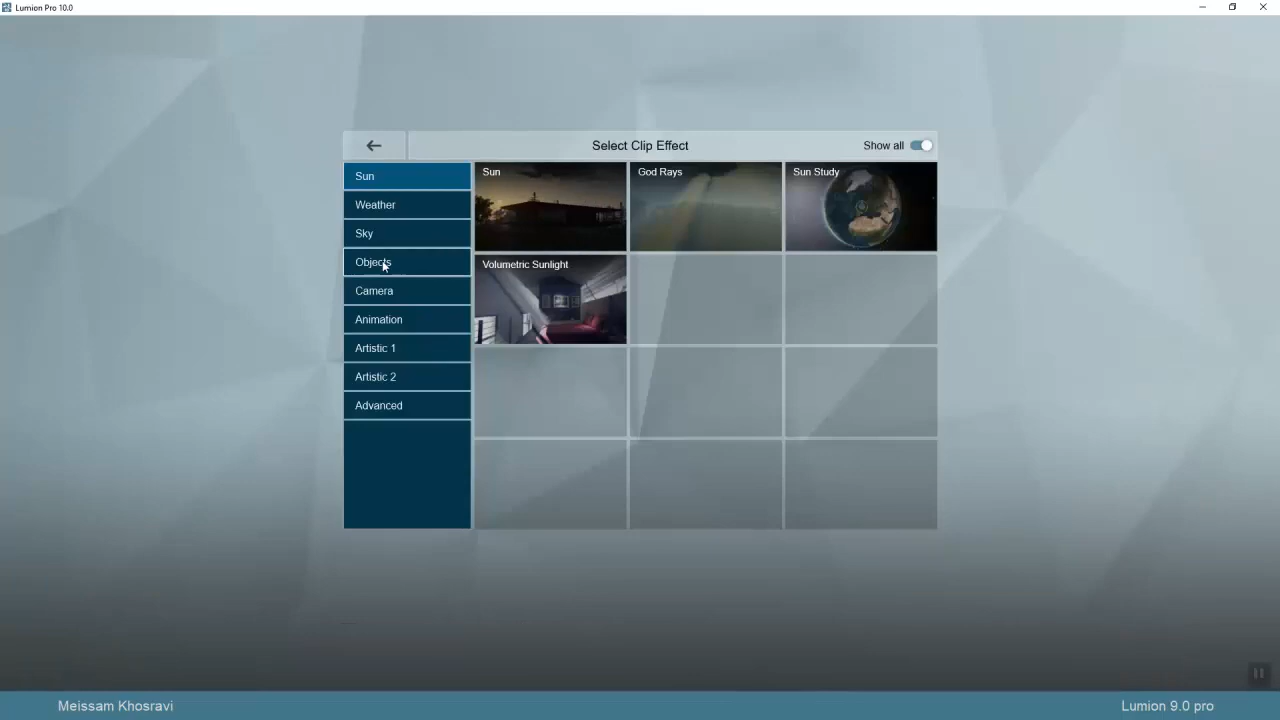 Lumion Pro 10.0
Select Clip Effect
Show all
Sun
Weather
Sky
Objects
Camera
Animation
Artistic 1
Artistic 2
Advanced
Sun
God Rays
Sun Study
Volumetric Sunlight
Meissam Khosravi
Lumion 9.0 pro